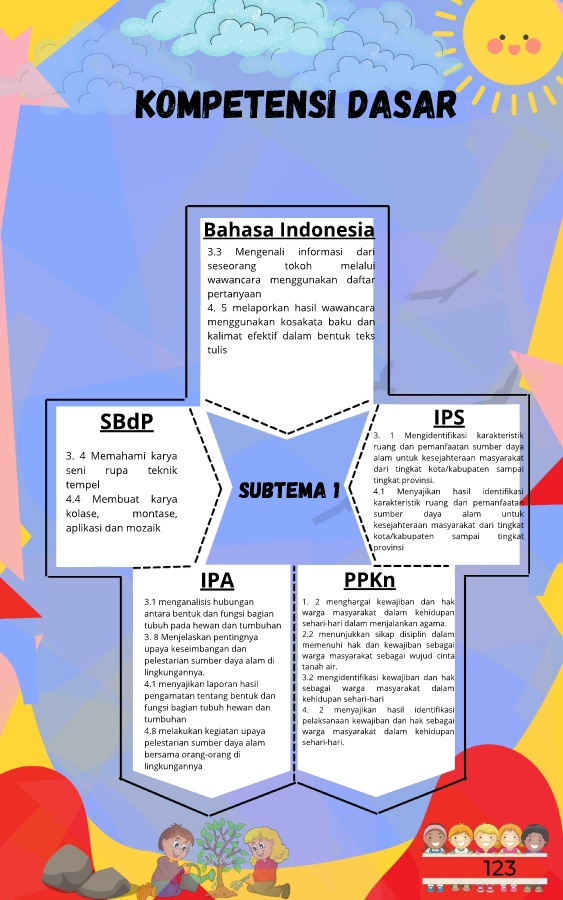 KOMPETENSI DASAR
Bahasa Indonesia
3.3 Mengenali informasi dari
seseorang tokoh melalui
wawancara menggunakan daftar
pertanyaan
4. 5 melaporkan hasil wawancara
menggunakan kosakata baku dan
kalimat efektif dalam bentuk teks
tulis
SBdP
3. 4 Memahami karya
seni rupa teknik
tempel
4.4 Membuat karya
kolase, montase,
aplikasi dan mozaik
SUBTEMA 1
IPS
3. 1 Mengidentifikasi karakteristik
ruang dan pemanfaatan sumber daya
alam untuk kesejahteraan masyarakat
dari tingkat kota/kabupaten sampai
tingkat provinsi.
4.1 Menyajikan hasil identifikasi
karakteristik ruang dan pemanfaatan
sumber daya alam untuk
kesejahteraan masyarakat dari tingkat
kota/kabupaten sampai tingkat
provinsi
IPA
3.1 menganalisis hubungan
antara bentuk dan fungsi bagian
tubuh pada hewan dan tumbuhan
3. 8 Menjelaskan pentingnya
upaya keseimbangan dan
pelestarian sumber daya alam di
lingkungannya.
4.1 menyajikan laporan hasil
pengamatan tentang bentuk dan
fungsi bagian tubuh hewan dan
tumbuhan
4.8 melakukan kegiatan upaya
pelestarian sumber daya alam
bersama orang-orang di
lingkungannya
PPKn
1. 2 menghargai kewajiban dan hak
warga masyarakat dalam kehidupan
sehari-hari dalam menjalankan agama.
2.2 menunjukkan sikap disiplin dalam
memenuhi hak dan kewajiban sebagai
warga masyarakat sebagai wujud cinta
tanah air.
3.2 mengidentifikasi kewajiban dan hak
sebagai warga masyarakat dalam
kehidupan sehari-hari
4. 2 menyajikan hasil identifikasi
pelaksanaan kewajiban dan hak sebagai
warga masyarakat dalam kehidupan
sehari-hari.
123